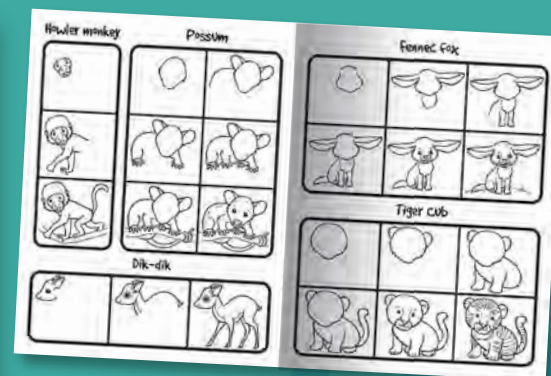 Howler monkey
Possum
Dik-dik
Fennec fox
Tiger cub